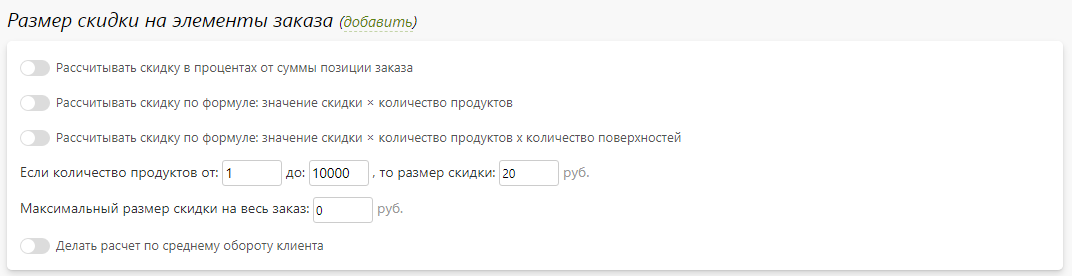 Размер скидки на элементы заказа (добавить)
Рассчитывать скидку в процентах от суммы позиции заказа
Рассчитывать скидку по формуле: значение скидки × количество продуктов
Рассчитывать скидку по формуле: значение скидки × количество продуктов х количество поверхностей
Если количество продуктов от: 1 до: 10000 , то размер скидки: 20 руб.
Максимальный размер скидки на весь заказ: 0 руб.
Делать расчет по среднему обороту клиента